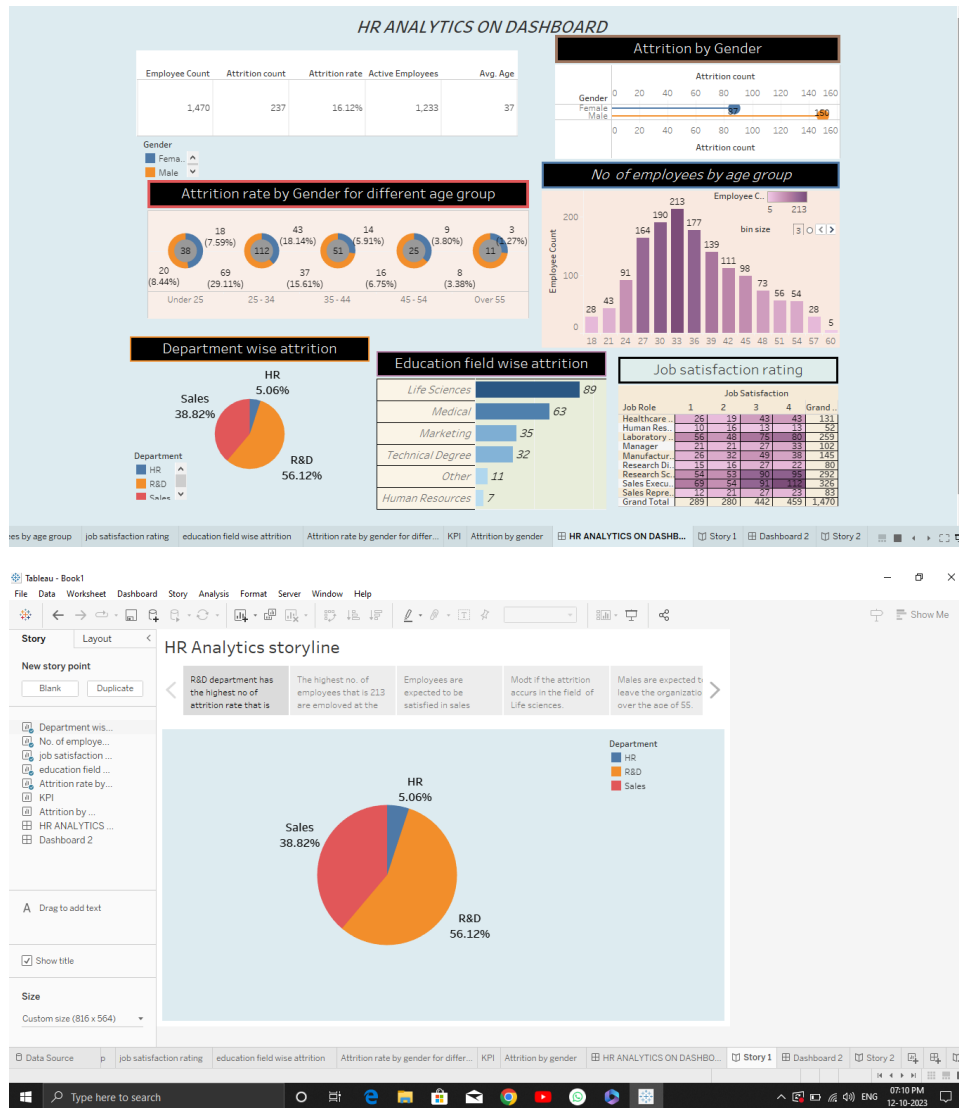 HR ANALYTICS ON DASHBOARD
Employee Count Attrition count Attrition rate Active Employees Avg. Age
1,470 237 16.12% 1,233 37
Gender
Fema..
Male
Attrition by Gender
Attrition count
Gender 0 20 40 60 80 100 120 140 160
Female 87
Male 150
0 20 40 60 80 100 120 140 160
Attrition count
Attrition rate by Gender for different age group
18 (7.59%) 43 (18.14%) 14 (5.91%) 9 (3.80%) 3 (1.27%)
38 112 51 25 11
20 (8.44%) 69 (29.11%) 37 (15.61%) 16 (6.75%) 8 (3.38%)
Under 25 25 - 34 35 - 44 45 - 54 Over 55
No of employees by age group
Employee C..
5 213
bin size 3
Employee Count
200
100
0
28 43 91 164 190 213 177 139 111 98 73 56 54 28 5
18 21 24 27 30 33 36 39 42 45 48 51 54 57 60
Department wise attrition
HR
5.06%
Sales
38.82%
R&D
56.12%
Department
HR
R&D
Sales
Education field wise attrition
Life Sciences 89
Medical 63
Marketing 35
Technical Degree 32
Other 11
Human Resources 7
Job satisfaction rating
Job Satisfaction
Job Role 1 2 3 4 Grand ..
Healthcare .. 26 19 43 43 131
Human Res.. 10 16 13 13 52
Laboratory .. 56 48 75 80 259
Manager 21 21 27 33 102
Manufactur.. 26 32 49 38 145
Research Di.. 15 16 27 22 80
Research Sc.. 54 53 90 95 292
Sales Execu.. 69 54 91 112 326
Sales Repre.. 12 21 27 23 83
Grand Total 289 280 442 459 1,470
es by age group job satisfaction rating education field wise attrition Attrition rate by gender for differ... KPI Attrition by gender HR ANALYTICS ON DASHB... Story 1 Dashboard 2 Story 2
Tableau - Book1
File Data Worksheet Dashboard Story Analysis Format Server Window Help
Show Me
Story Layout
New story point
Blank Duplicate
Department wis...
No. of employe...
job satisfaction ...
education field ...
Attrition rate by...
KPI
Attrition by ...
HR ANALYTICS ...
Dashboard 2
A Drag to add text
Show title
Size
Custom size (816 x 564)
HR Analytics storyline
R&D department has
the highest no of
attrition rate that is
The highest no. of
employees that is 213
are employed at the
Employees are
expected to be
satisfied in sales
Modt if the attrition
accurs in the field of
Life sciences.
Males are expected t
leave the organizatio
over the age of 55.
Department
HR
R&D
Sales
HR
5.06%
Sales
38.82%
R&D
56.12%
Data Source p job satisfaction rating education field wise attrition Attrition rate by gender for differ... KPI Attrition by gender HR ANALYTICS ON DASHBO... Story 1 Dashboard 2 Story 2
Type here to search
ENG
07:10 PM
12-10-2023